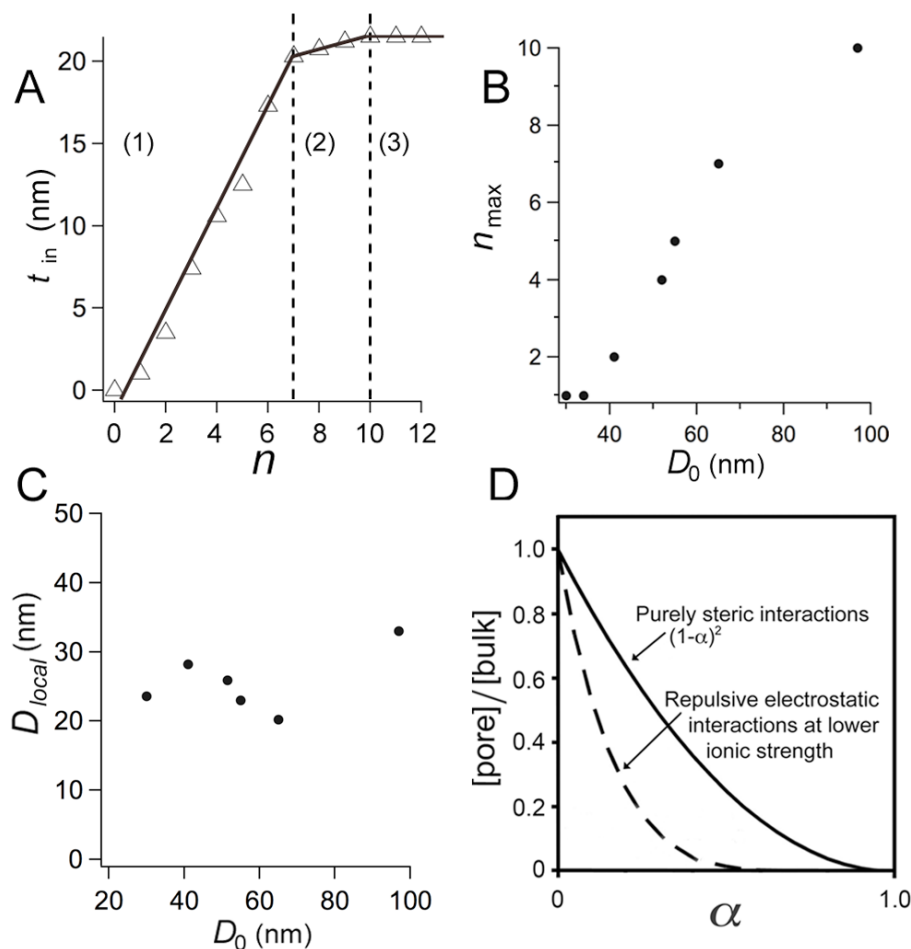 A
(1)
(2)
(3)
t in (nm)
20
15
10
5
0
0 2 4 6 8 10 12
n
B
n max
10
8
6
4
2
40 60 80 100
D0 (nm)
C
Dlocal (nm)
50
40
30
20
10
0
20 40 60 80 100
D0 (nm)
D
[pore]/[bulk]
1.0
0.8
0.6
0.4
0.2
0
Purely steric interactions
(1-α)²
Repulsive electrostatic
interactions at lower
ionic strength
0 1.0
α